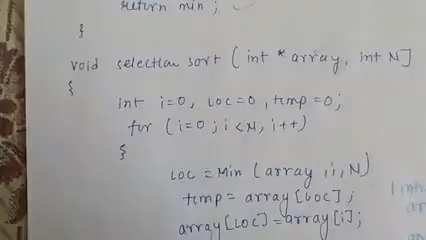 return min ;
}
void selection sort ( int * array, int N ]
{
int i=0, LOC=0, temp=0;
for (i=0 ; i<N, i++)
{
LOC = Min (array , i, N)
temp = array [LOC] ;
array [LOC] = array [i];